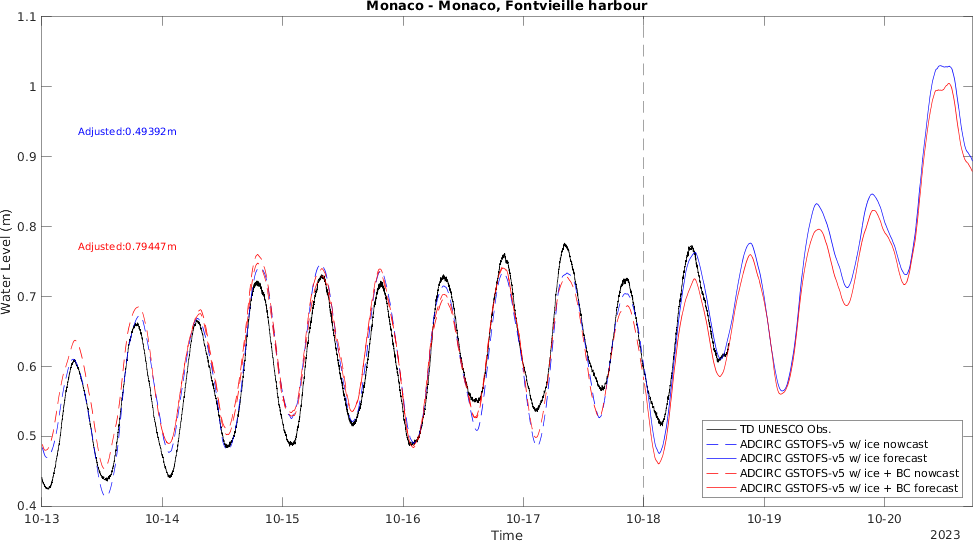 Monaco - Monaco, Fontvieille harbour
1.1
1
0.9
0.8
0.7
0.6
0.5
0.4
Water Level (m)
Adjusted:0.49392m
Adjusted:0.79447m
TD UNESCO Obs.
ADCIRC GSTOFS-v5 w/ ice nowcast
ADCIRC GSTOFS-v5 w/ ice forecast
ADCIRC GSTOFS-v5 w/ ice + BC nowcast
ADCIRC GSTOFS-v5 w/ ice + BC forecast
10-13 10-14 10-15 10-16 10-17 10-18 10-19 10-20
Time
2023